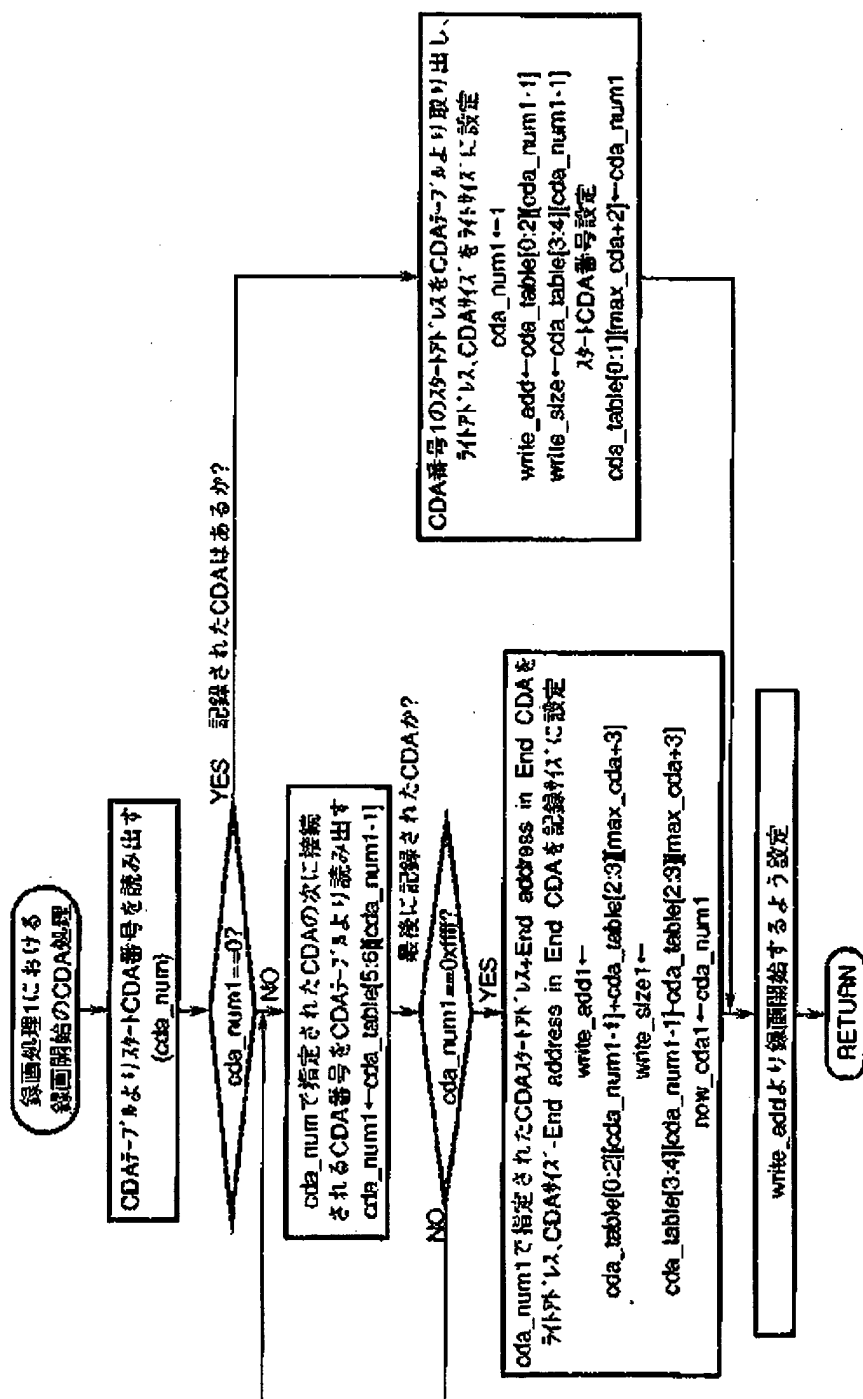 録画処理1における
録画開始のCDA処理
CDAテーブルよりスタートCDA番号を読み出す
{cda_num}
cda_num1==0?
YES
記録されたCDAはあるか?
NO
cda_numで指定されたCDAの次に接続
されるCDA番号をCDAテーブルより読み出す
cda_num1←cda_table[5:6][cda_num1-1]
最後に記録されたCDAか?
cda_num1==0xffff?
NO
YES
cda_num1で指定されたCDAスタートアドレス+End address in End CDAを
ライトアドレス、CDAサイズ-End address in End CDAを記録サイズに設定
write_add1←
cda_table[0:2][cda_num1-1]+cda_table[2:3][max_cda+3]
write_size1←
cda_table[3:4][cda_num1-1]-cda_table[2:3][max_cda+3]
now_cda1←cda_num1
CDA番号1のスタートアドレスをCDAテーブルより取り出し、
ライトアドレス、CDAサイズをライトサイズに設定
cda_num1←1
write_add←cda_table[0:2][cda_num1-1]
write_size←cda_table[3:4][cda_num1-1]
スタートCDA番号設定
cda_table[0:1][max_cda+2]←cda_num1
write_addより録画開始するよう設定
RETURN